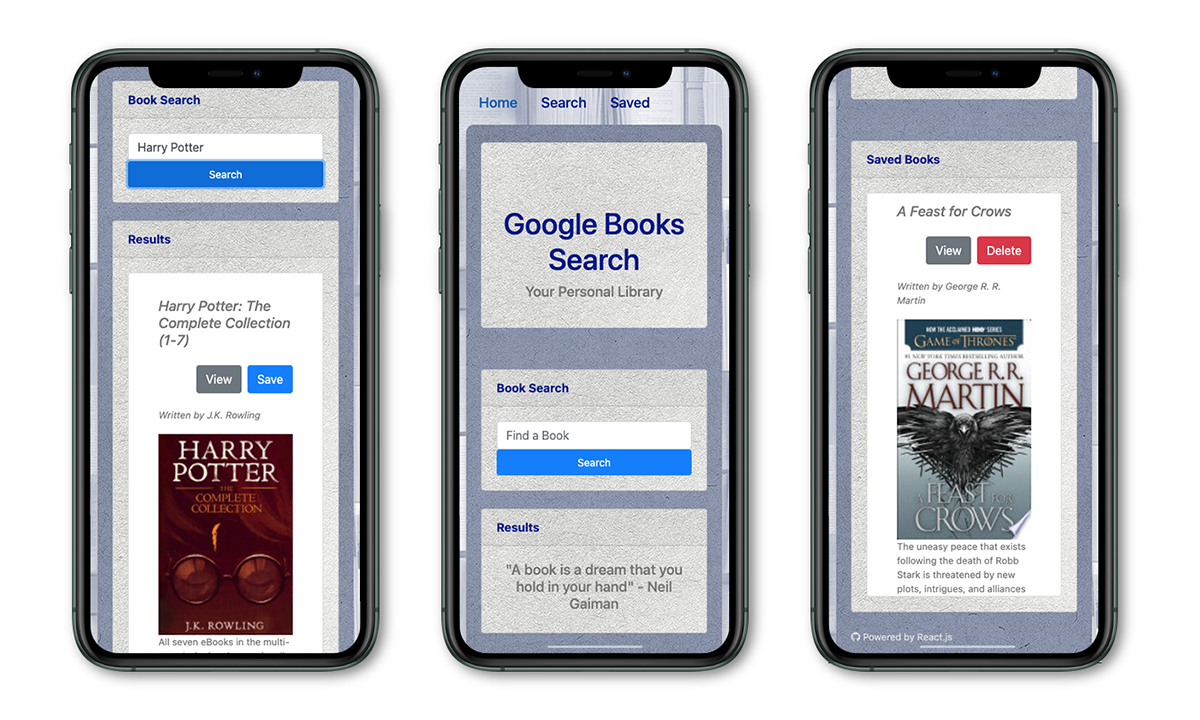 Book Search
Harry Potter
Search
Results
Harry Potter: The
Complete Collection
(1-7)
View Save
Written by J.K. Rowling
HARRY
POTTER
THE
COMPLETE
COLLECTION
J.K. ROWLING
All seven eBooks in the multi-
Home Search Saved
Google Books
Search
Your Personal Library
Book Search
Find a Book
Search
Results
"A book is a dream that you
hold in your hand" - Neil
Gaiman
Saved Books
A Feast for Crows
View Delete
Written by George R. R.
Martin
NOW THE ACCLAIMED HBO SERIES
GAME OF THRONES
#1 NEW YORK TIMES BESTSELLING AUTHOR
GEORGE R.R.
MARTIN
A FEAST FOR
CROWS
The uneasy peace that exists
following the death of Robb
Stark is threatened by new
plots, intrigues, and alliances
Powered by React.js